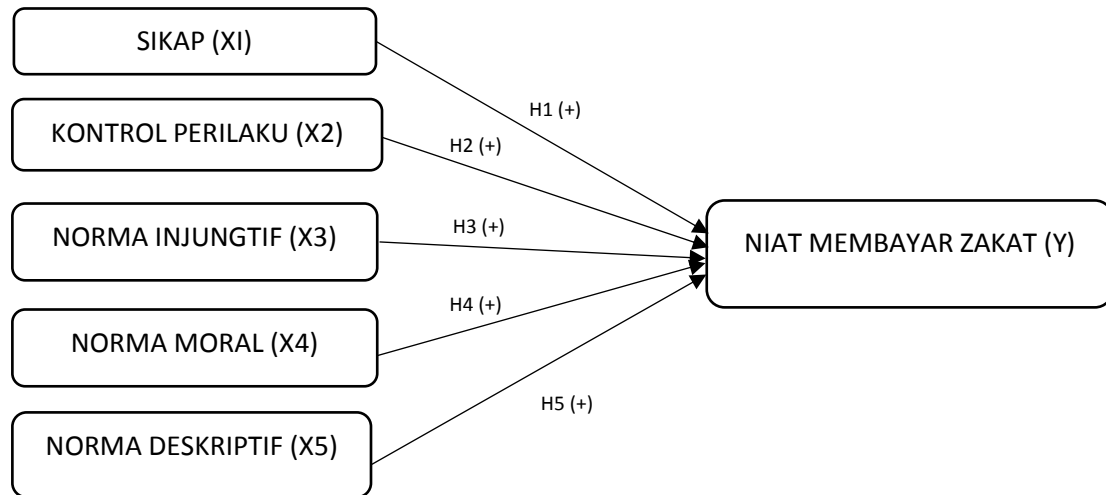 SIKAP (XI)
H1 (+)
KONTROL PERILAKU (X2)
H2 (+)
NORMA INJUNGTIF (X3)
H3 (+)
NIAT MEMBAYAR ZAKAT (Y)
H4 (+)
NORMA MORAL (X4)
H5 (+)
NORMA DESKRIPTIF (X5)